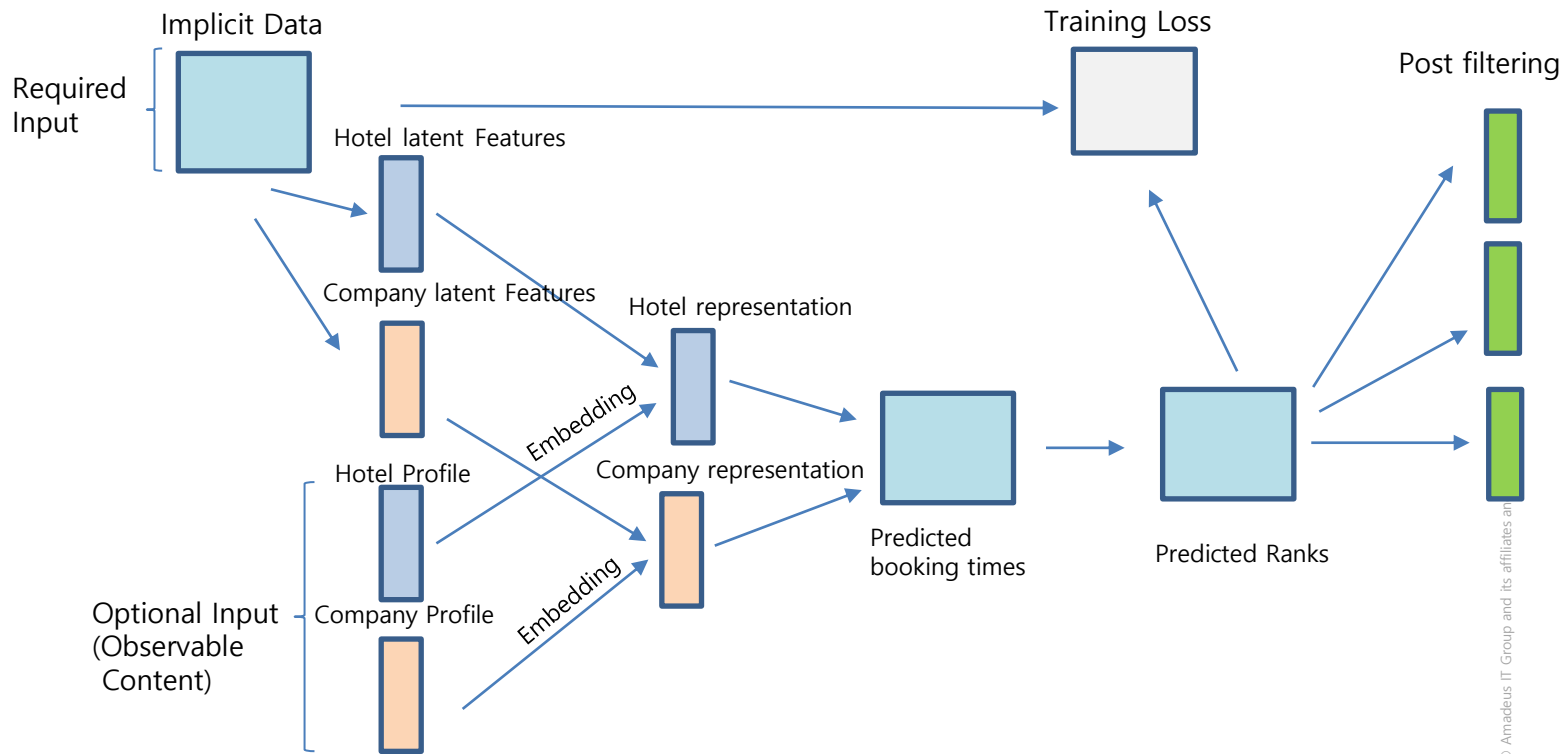 Implicit Data
Training Loss
Post filtering
Required
Input
Hotel latent Features
Company latent Features
Hotel representation
Embedding
Hotel Profile
Company representation
Predicted
booking times
Predicted Ranks
Optional Input
(Observable
Content)
Company Profile
Embedding
© Amadeus IT Group and its affiliates an